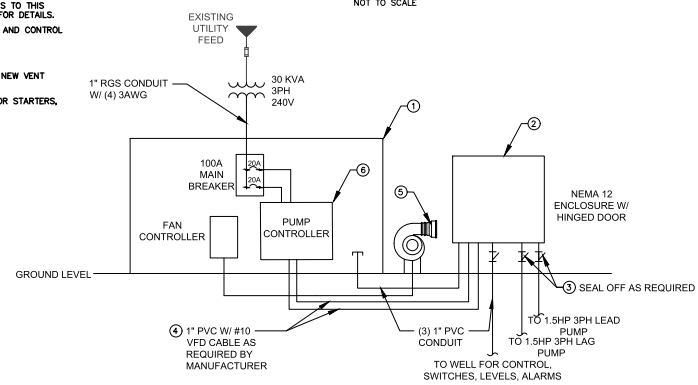 S TO THIS
FOR DETAILS.
AND CONTROL
NEW VENT
OR STARTERS,
NOT TO SCALE
EXISTING
UTILITY
FEED
1" RGS CONDUIT
W/ (4) 3AWG
30 KVA
3PH
240V
1
2
100A
MAIN
BREAKER
20A
20A
6
5
NEMA 12
ENCLOSURE W/
HINGED DOOR
FAN
CONTROLLER
PUMP
CONTROLLER
GROUND LEVEL
3 SEAL OFF AS REQUIRED
4 1" PVC W/ #10
VFD CABLE AS
REQUIRED BY
MANUFACTURER
(3) 1" PVC
CONDUIT
TO 1.5HP 3PH LEAD
PUMP
TO 1.5HP 3PH LAG
PUMP
TO WELL FOR CONTROL,
SWITCHES, LEVELS, ALARMS